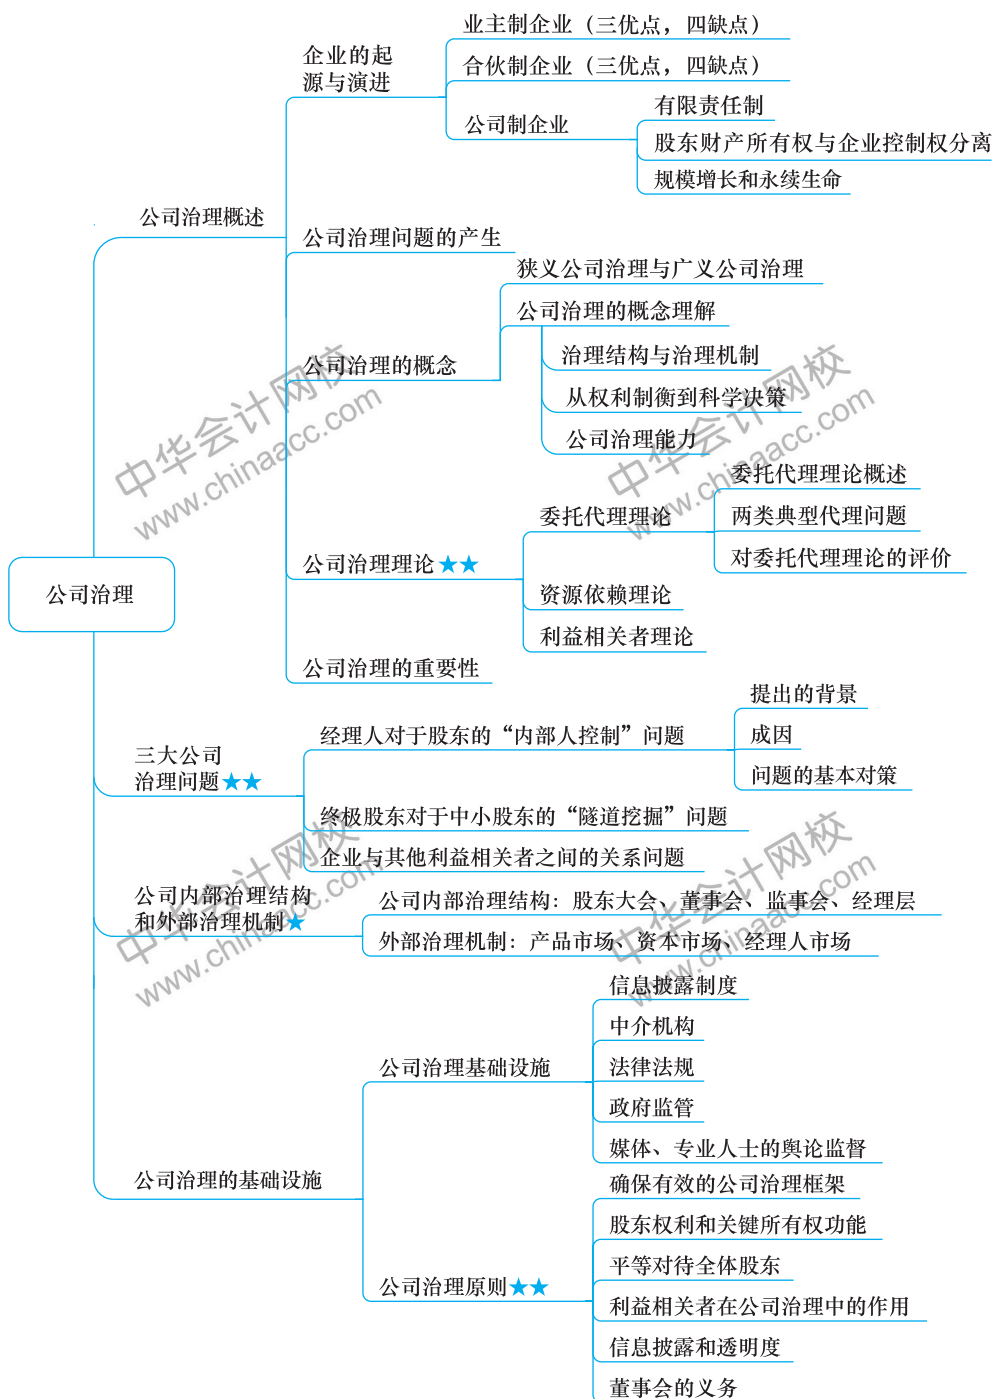 业主制企业（三优点，四缺点）
企业的起
源与演进
合伙制企业（三优点，四缺点）
公司制企业
有限责任制
股东财产所有权与企业控制权分离
规模增长和永续生命
公司治理概述
公司治理问题的产生
狭义公司治理与广义公司治理
公司治理的概念理解
治理结构与治理机制
公司治理的概念
从权利制衡到科学决策
公司治理能力
中华会计网校
www.chinaacc.com
中华会计网校
www.chinaacc.com
委托代理理论概述
委托代理理论
两类典型代理问题
对委托代理理论的评价
公司治理理论★★
资源依赖理论
利益相关者理论
公司治理
公司治理的重要性
提出的背景
经理人对于股东的“内部人控制”问题
成因
问题的基本对策
三大公司
治理问题★★
终极股东对于中小股东的“隧道挖掘”问题
企业与其他利益相关者之间的关系问题
公司内部治理结构
和外部治理机制★
公司内部治理结构：股东大会、董事会、监事会、经理层
外部治理机制：产品市场、资本市场、经理人市场
中华会计网校
www.chinaacc.com
中华会计网校
www.chinaacc.com
信息披露制度
中介机构
公司治理基础设施
法律法规
政府监管
媒体、专业人士的舆论监督
公司治理的基础设施
确保有效的公司治理框架
股东权利和关键所有权功能
平等对待全体股东
公司治理原则★★
利益相关者在公司治理中的作用
信息披露和透明度
董事会的义务